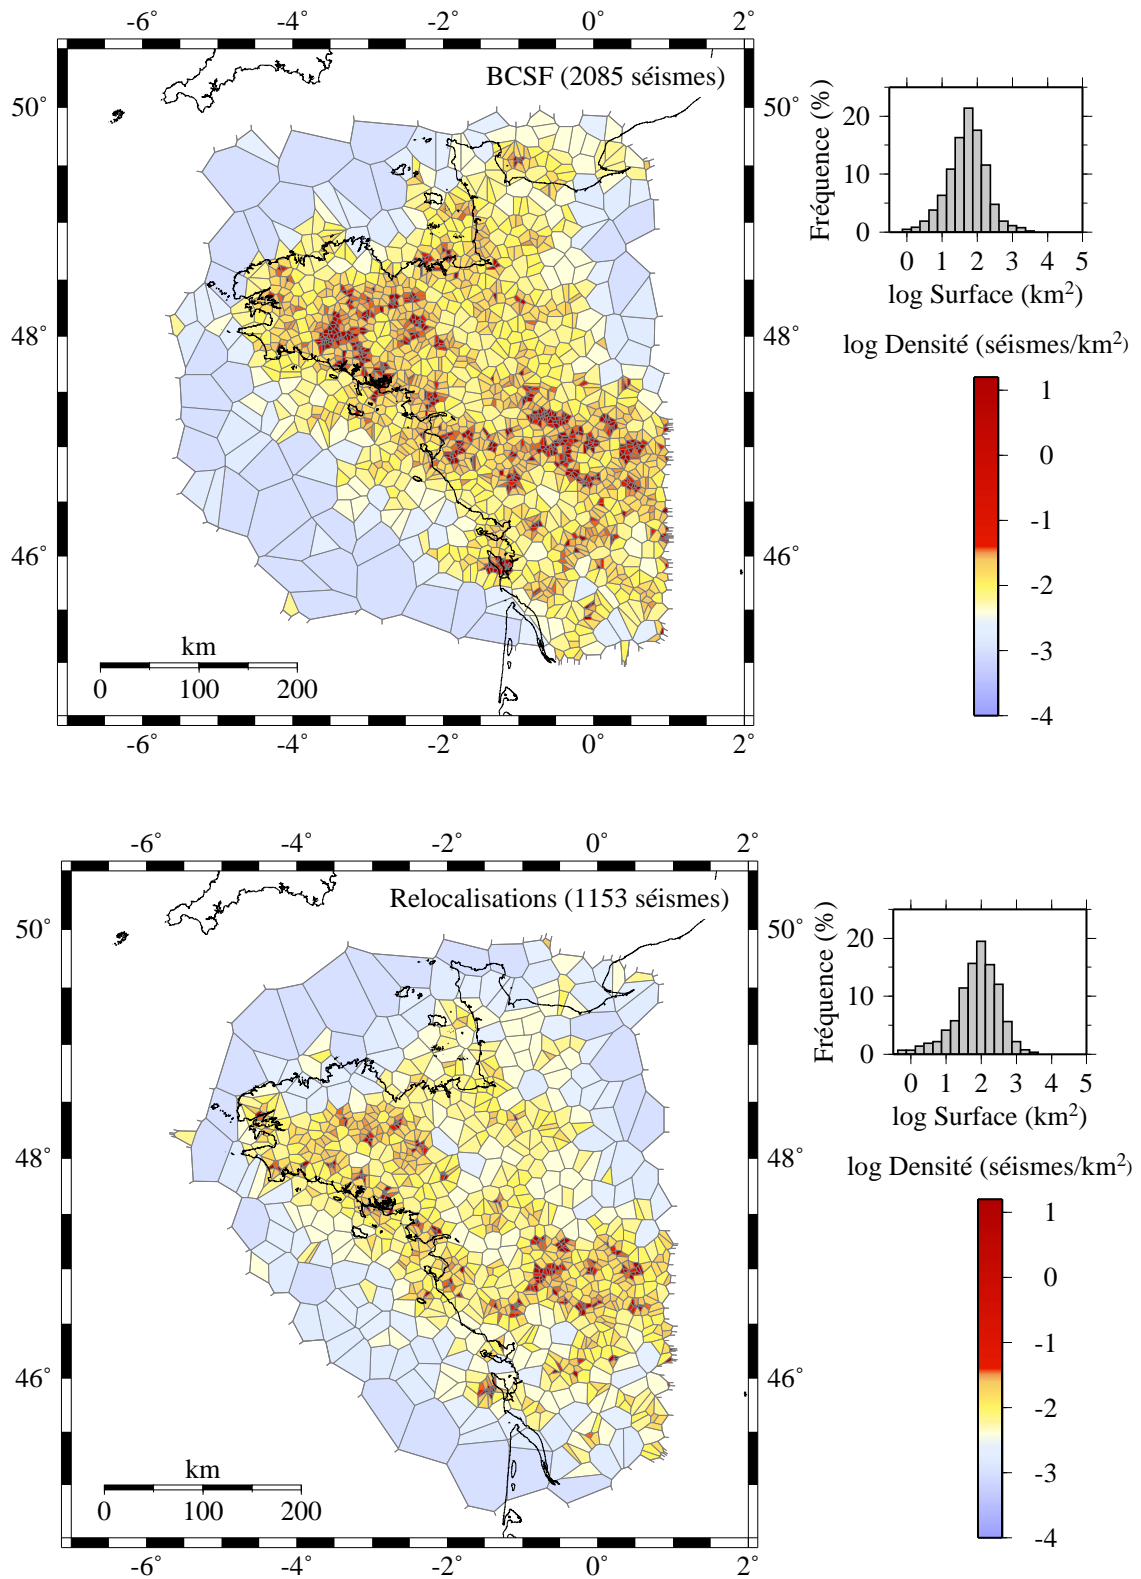 -6° -4° -2° 0° 2°
BCSF (2085 séismes)
50° 50°
48° 48°
46° 46°
km
0 100 200
-6° -4° -2° 0° 2°
Fréquence (%)
20
10
0
0 1 2 3 4 5
log Surface (km²)
log Densité (séismes/km²)
1
0
-1
-2
-3
-4
-6° -4° -2° 0° 2°
Relocalisations (1153 séismes)
50° 50°
48° 48°
46° 46°
km
0 100 200
-6° -4° -2° 0° 2°
Fréquence (%)
20
10
0
0 1 2 3 4 5
log Surface (km²)
log Densité (séismes/km²)
1
0
-1
-2
-3
-4